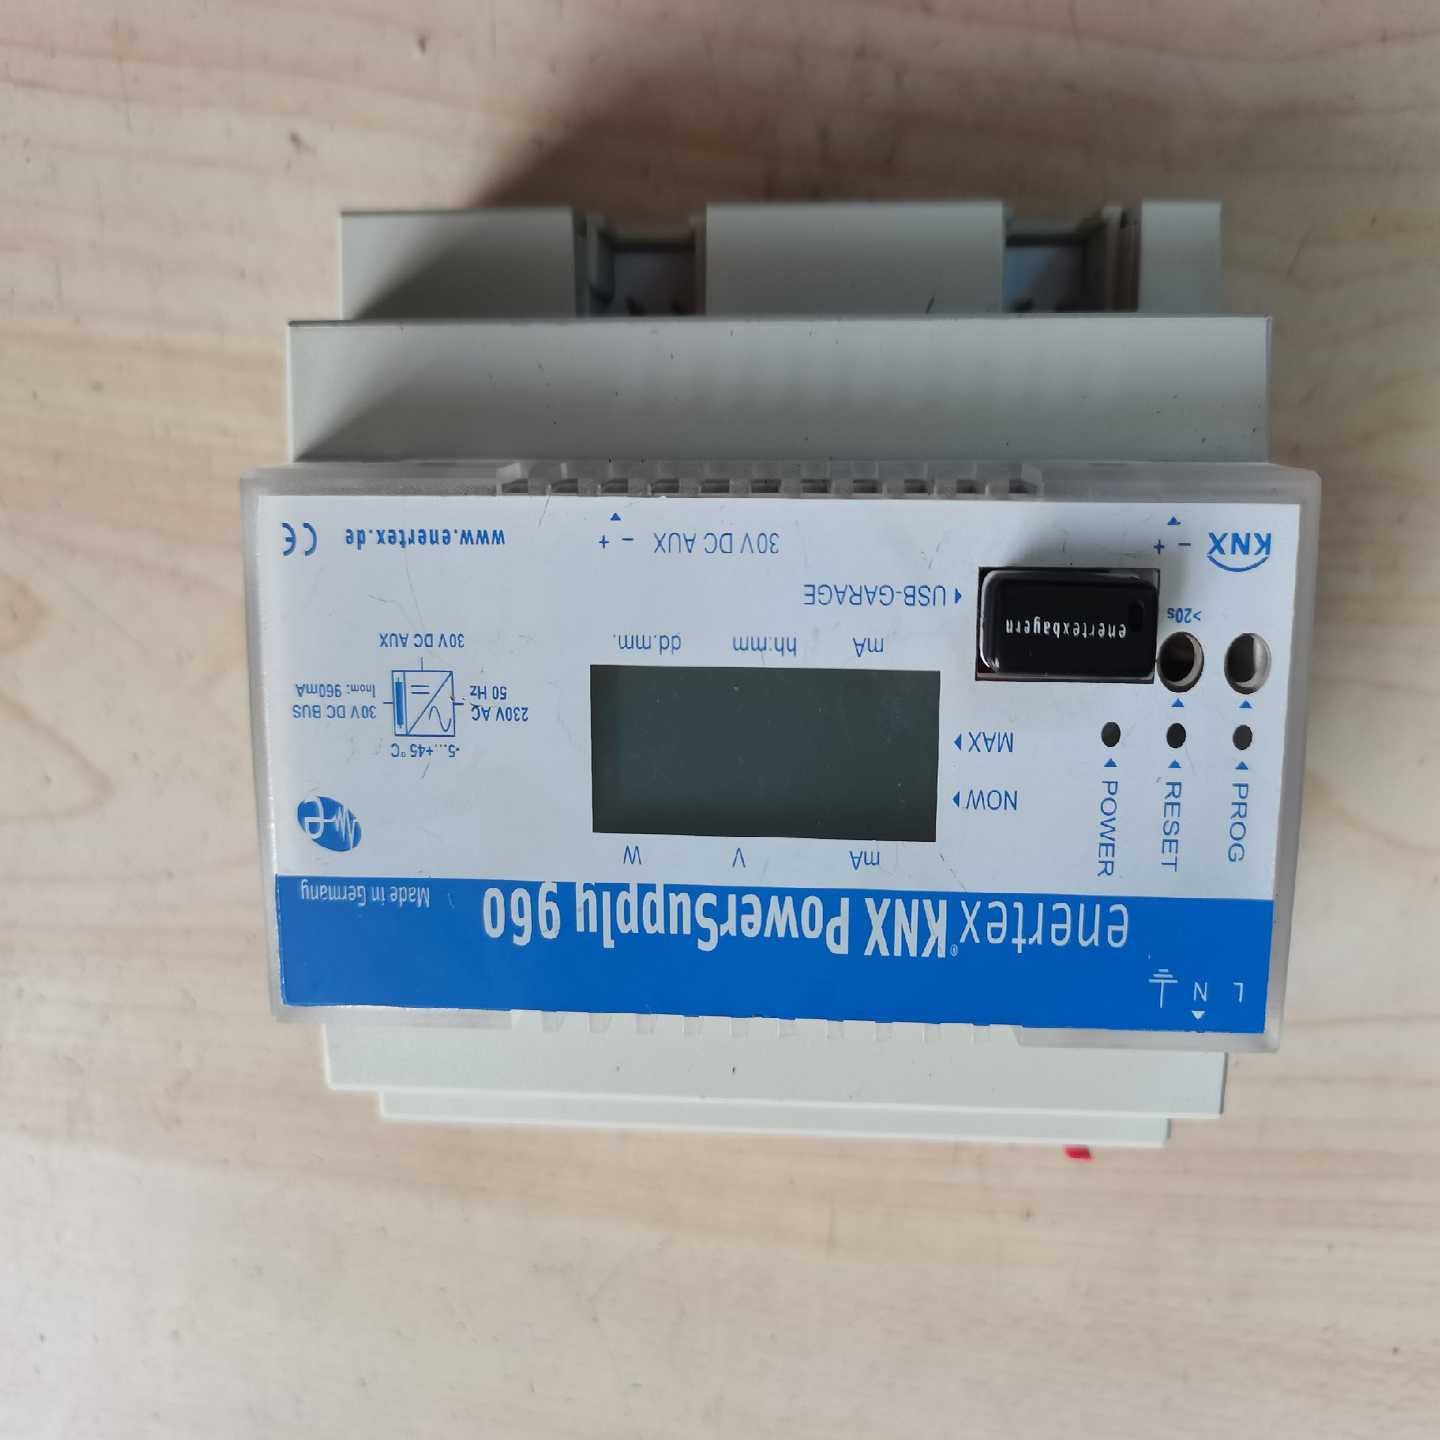 L N
enertex® KNX PowerSupply 960
Made in Germany
mA V W
PROG
RESET
POWER
NOW
MAX
mA hh:mm dd.mm.
-5...+45°C
230V AC
50 Hz
30V DC BUS
Inom: 960mA
30V DC AUX
>20s
enertexbayern
USB-GARAGE
KNX
- +
30V DC AUX - +
www.enertex.de
CE